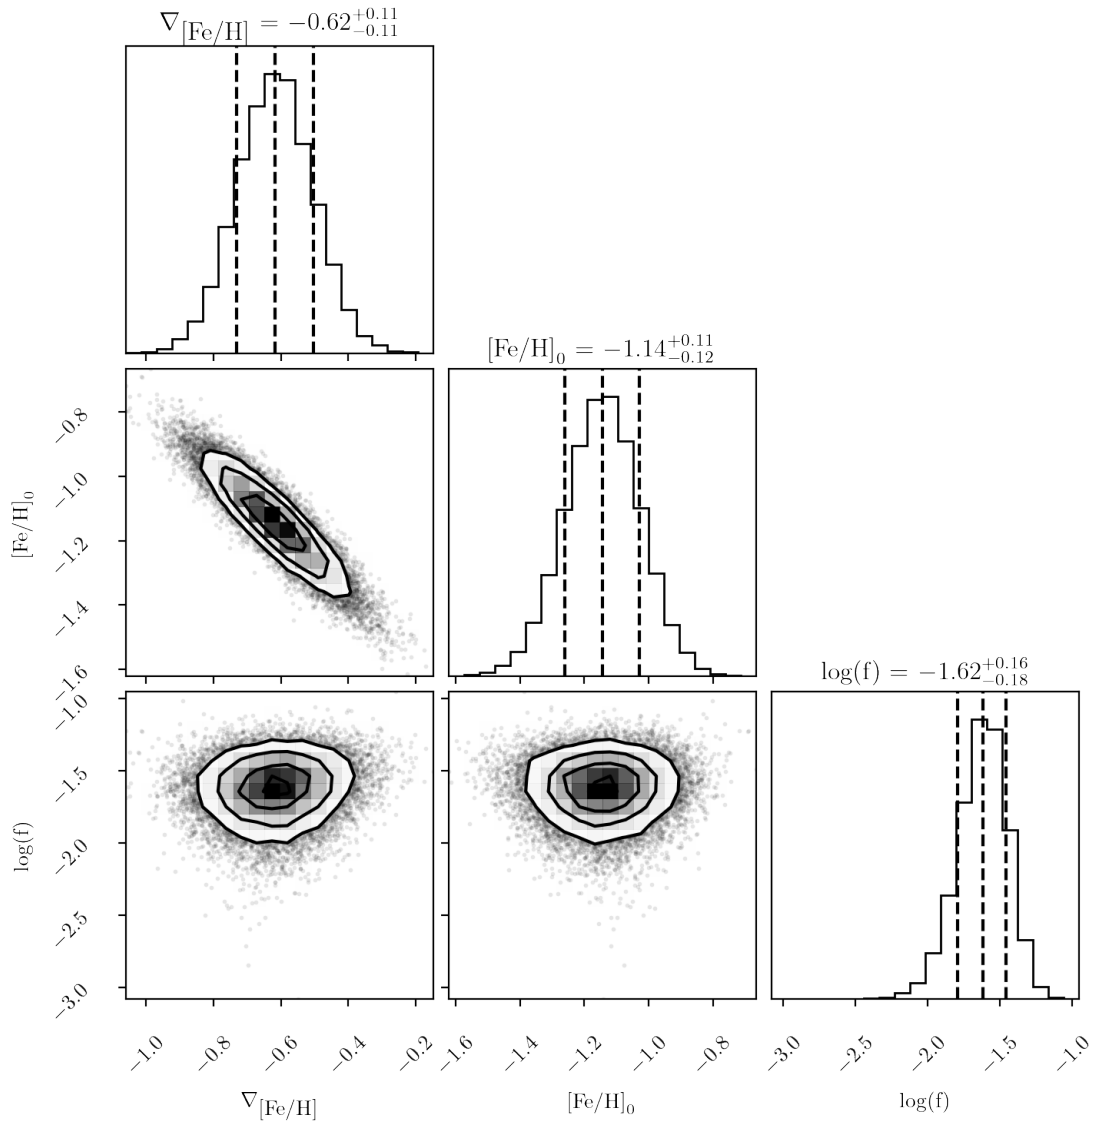 ∇[Fe/H] = −0.62+0.11−0.11
[Fe/H]0 = −1.14+0.11−0.12
−0.8
−1.0
−1.2
−1.4
−1.6
[Fe/H]0
log(f) = −1.62+0.16−0.18
−1.0
−1.5
−2.0
−2.5
−3.0
log(f)
−1.0 −0.8 −0.6 −0.4 −0.2
−1.6 −1.4 −1.2 −1.0 −0.8
−3.0 −2.5 −2.0 −1.5 −1.0
∇[Fe/H]
[Fe/H]0
log(f)